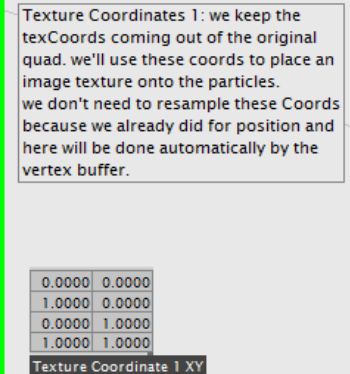 Texture Coordinates 1: we keep the
texCoords coming out of the original
quad. we'll use these coords to place an
image texture onto the particles.
we don't need to resample these Coords
because we already did for position and
here will be done automatically by the
vertex buffer.
0.0000 0.0000
1.0000 0.0000
0.0000 1.0000
1.0000 1.0000
Texture Coordinate 1 XY